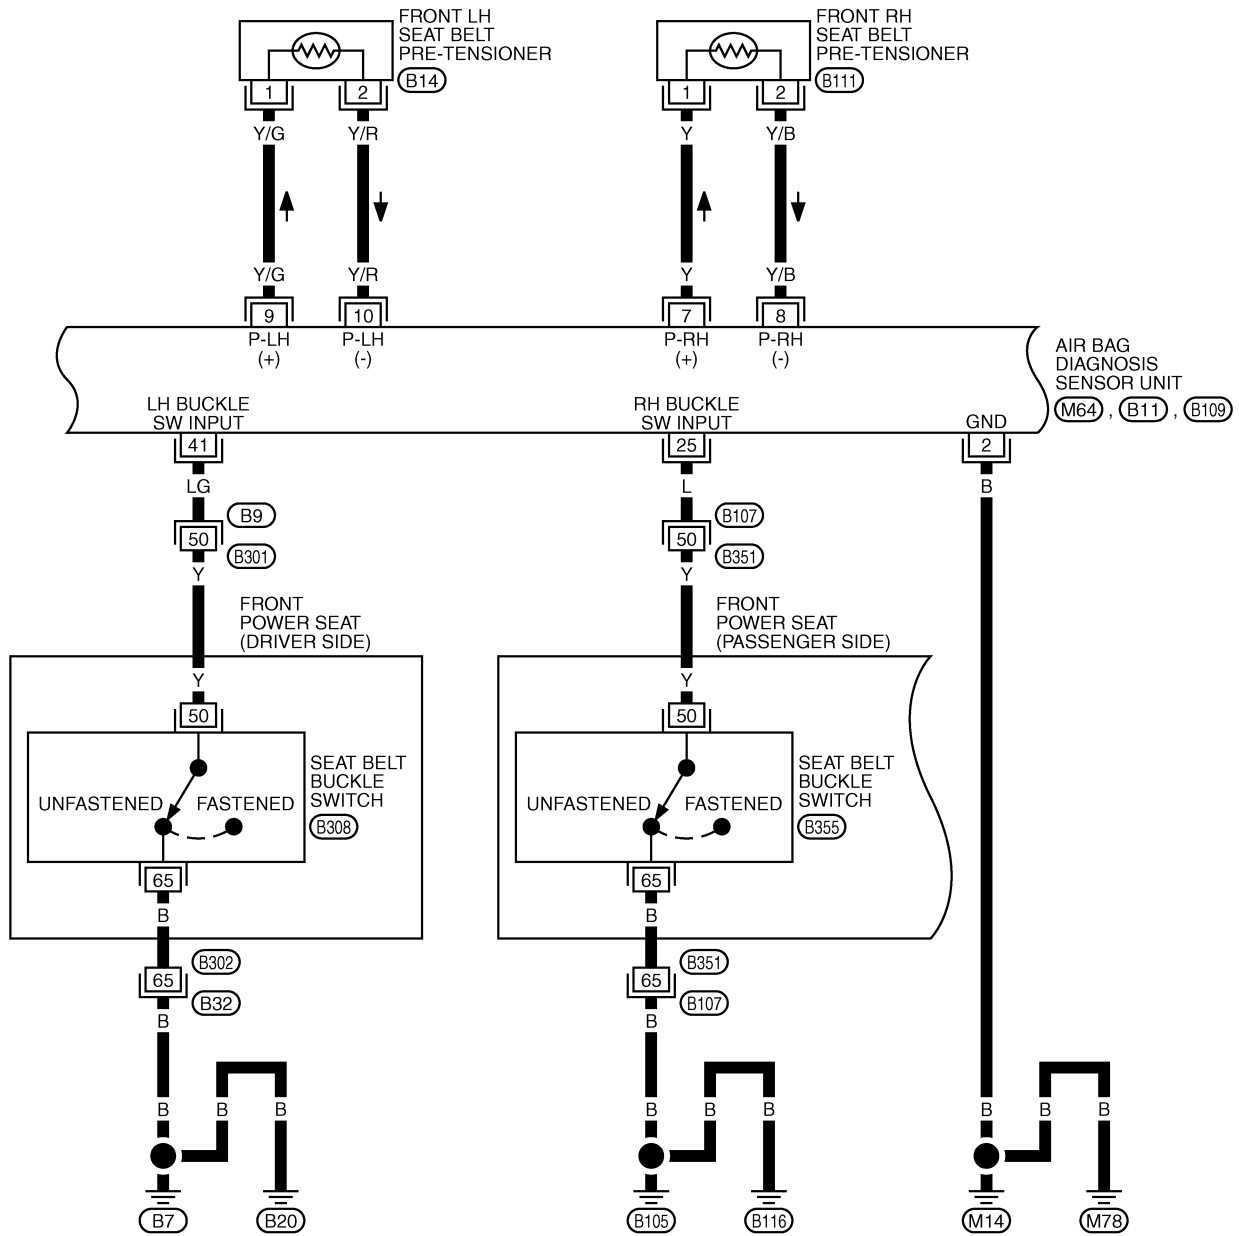 FRONT LH
SEAT BELT
PRE-TENSIONER
B14
FRONT RH
SEAT BELT
PRE-TENSIONER
B111
1 2 1 2
Y/G Y/R Y Y/B
Y/G Y/R Y Y/B
9 10 7 8
P-LH (+)
P-LH (-)
P-RH (+)
P-RH (-)
AIR BAG
DIAGNOSIS
SENSOR UNIT
M64 , B11 , B109
LH BUCKLE
SW INPUT
RH BUCKLE
SW INPUT
GND
41 25 2
LG L B
B9 B107
50 50
B301 B351
Y Y
FRONT
POWER SEAT
(DRIVER SIDE)
FRONT
POWER SEAT
(PASSENGER SIDE)
Y Y
50 50
SEAT BELT
BUCKLE
SWITCH
B308
UNFASTENED FASTENED
SEAT BELT
BUCKLE
SWITCH
B355
UNFASTENED FASTENED
65 65
B B
B302 B351
65 65
B32 B107
B B
B B B B B B B B B
B7 B20 B105 B116 M14 M78